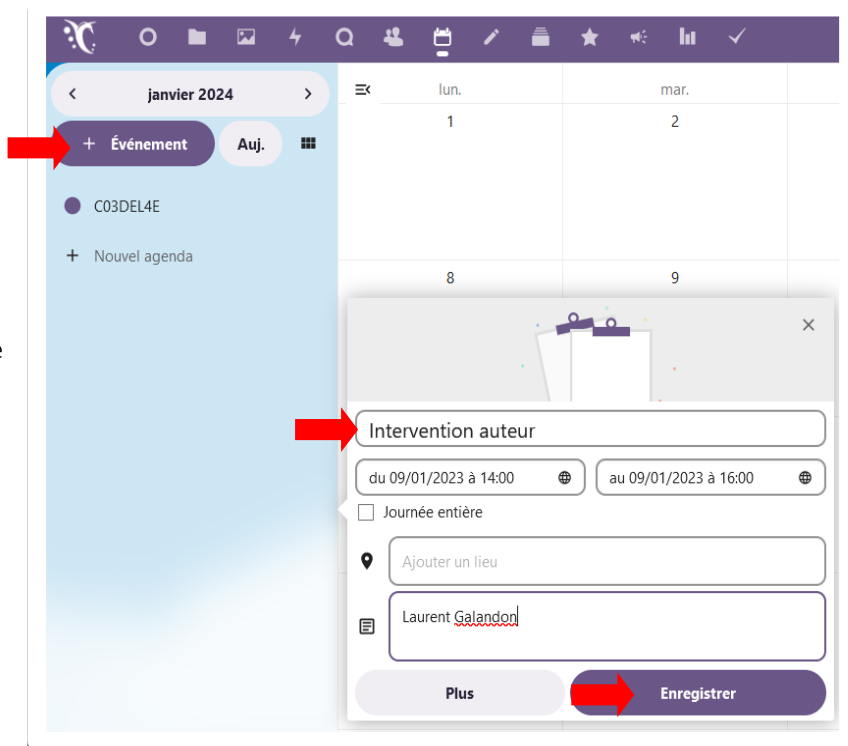 janvier 2024
lun.
mar.
1
2
+ Événement
Auj.
C03DEL4E
+ Nouvel agenda
8
9
e
Intervention auteur
du 09/01/2023 à 14:00
au 09/01/2023 à 16:00
Journée entière
Ajouter un lieu
Laurent Galandon
Plus
Enregistrer